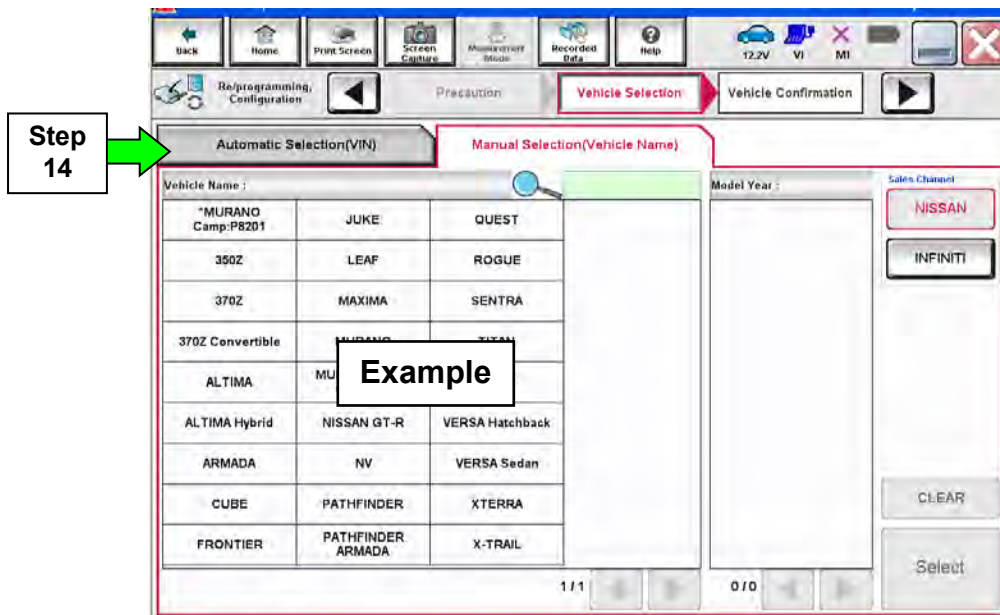 Back Home Print Screen Screen Capture Measurement Mode Recorded Data Help 12.2V VI MI
Re/programming, Configuration Precaution Vehicle Selection Vehicle Confirmation
Step 14
Automatic Selection(VIN) Manual Selection(Vehicle Name)
Vehicle Name : Model Year : Sales Channel
*MURANO Camp:P8201 JUKE QUEST NISSAN
350Z LEAF ROGUE INFINITI
370Z MAXIMA SENTRA
370Z Convertible MURANO TITAN
ALTIMA Example
ALTIMA Hybrid NISSAN GT-R VERSA Hatchback
ARMADA NV VERSA Sedan
CUBE PATHFINDER XTERRA CLEAR
FRONTIER PATHFINDER ARMADA X-TRAIL Select
1/1 0/0